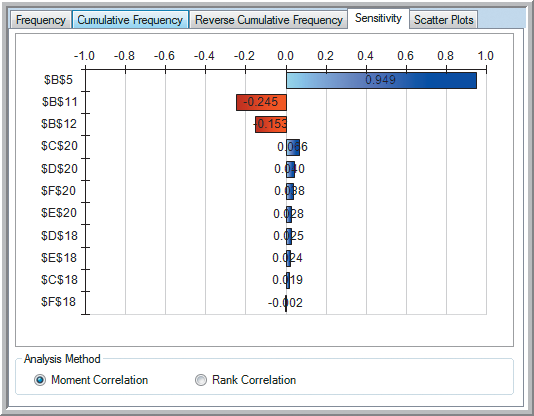 Frequency Cumulative Frequency Reverse Cumulative Frequency Sensitivity Scatter Plots
-1.0 -0.8 -0.6 -0.4 -0.2 0.0 0.2 0.4 0.6 0.8 1.0
$B$5 0.949
$B$11 -0.245
$B$12 -0.153
$C$20 0.066
$D$20 0.040
$F$20 0.038
$E$20 0.028
$D$18 0.025
$E$18 0.024
$C$18 0.019
$F$18 -0.002
Analysis Method
Moment Correlation Rank Correlation